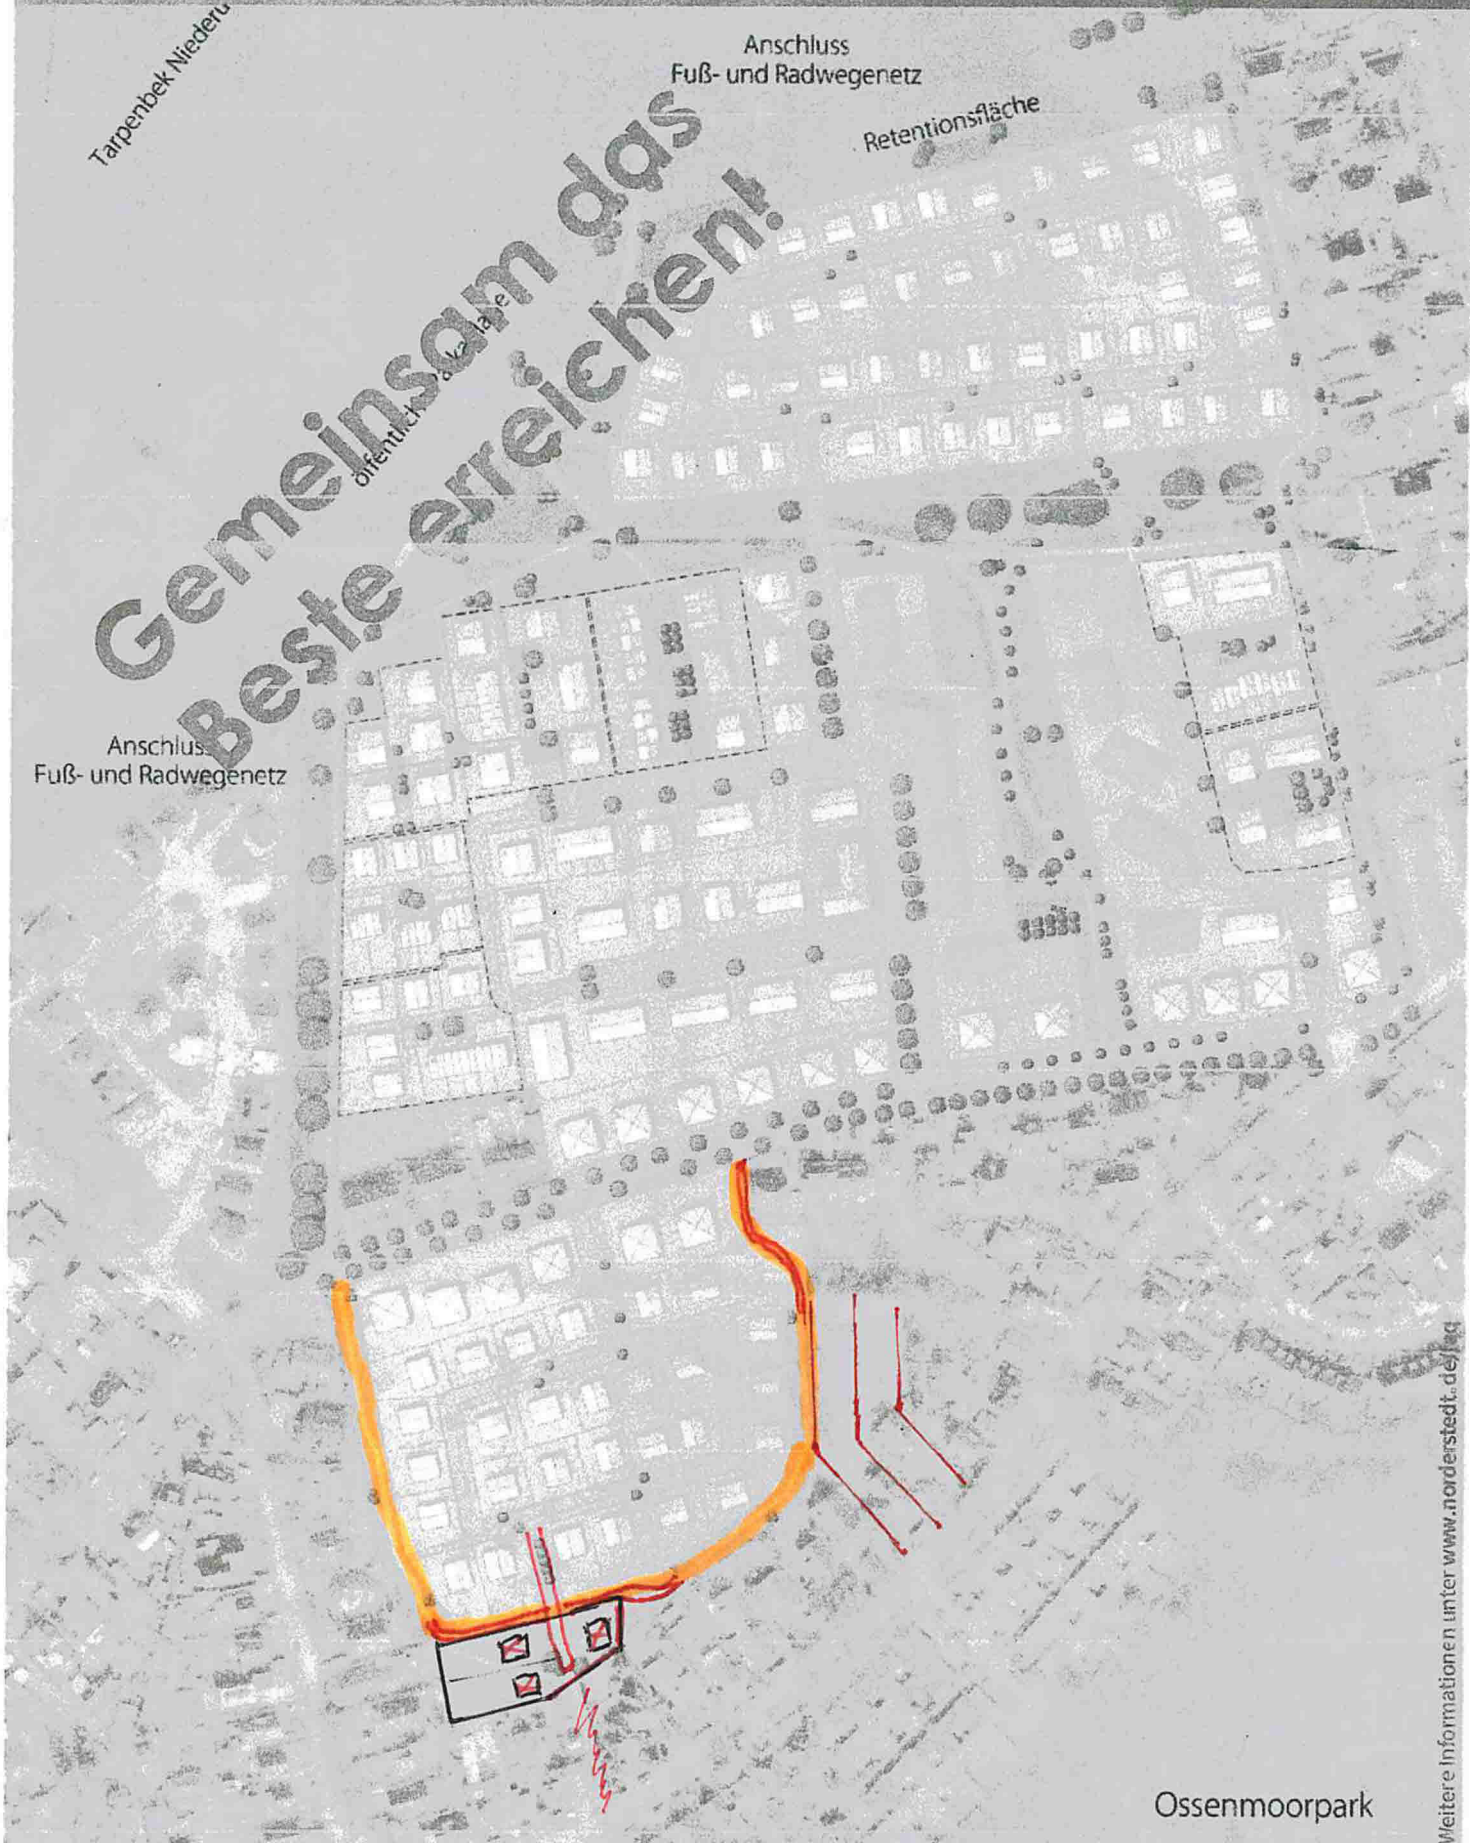 Tarpenbek Niederu
Anschluss
Fuß- und Radwegenetz
Retentionsfläche
Gemeinsam das
Beste erreichen!
Anschluss
Fuß- und Radwegenetz
Ossenmoorpark
Weitere Informationen unter www.norderstedt.de/